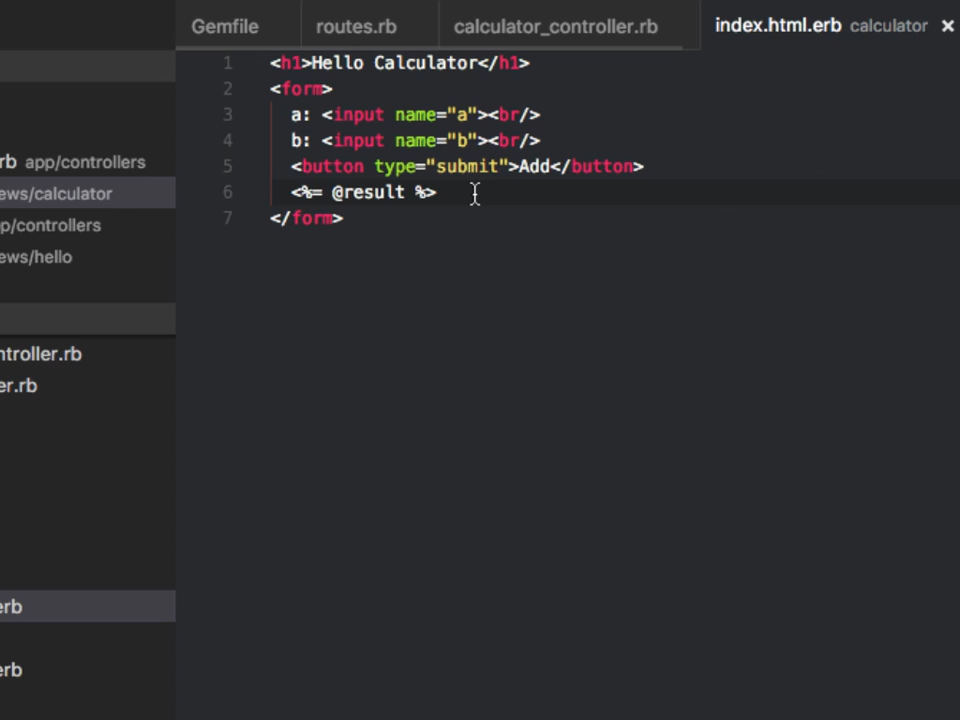 Gemfile routes.rb calculator_controller.rb index.html.erb calculator ×
1 <h1>Hello Calculator</h1>
2 <form>
3 a: <input name="a"><br/>
4 b: <input name="b"><br/>
5 <button type="submit">Add</button>
6 <%= @result %>
7 </form>
rb app/controllers
ews/calculator
pp/controllers
ews/hello
ntroller.rb
er.rb
erb
erb